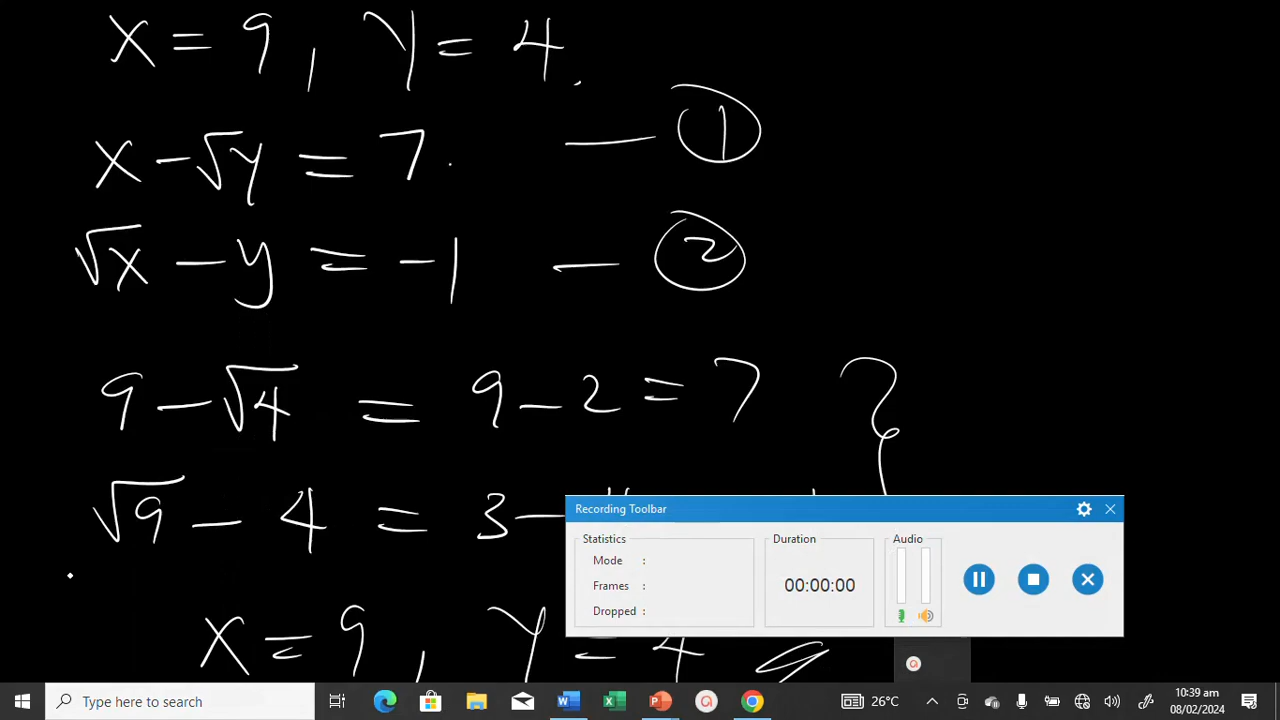 x = 9, y = 4.
x - √y = 7. — ①
√x - y = -1 — ②
9 - √4 = 9 - 2 = 7
√9 - 4 = 3 -
x = 9, y = 4
Recording Toolbar
Statistics
Mode :
Frames :
Dropped :
Duration
00:00:00
Audio
Type here to search
26°C
10:39 am
08/02/2024